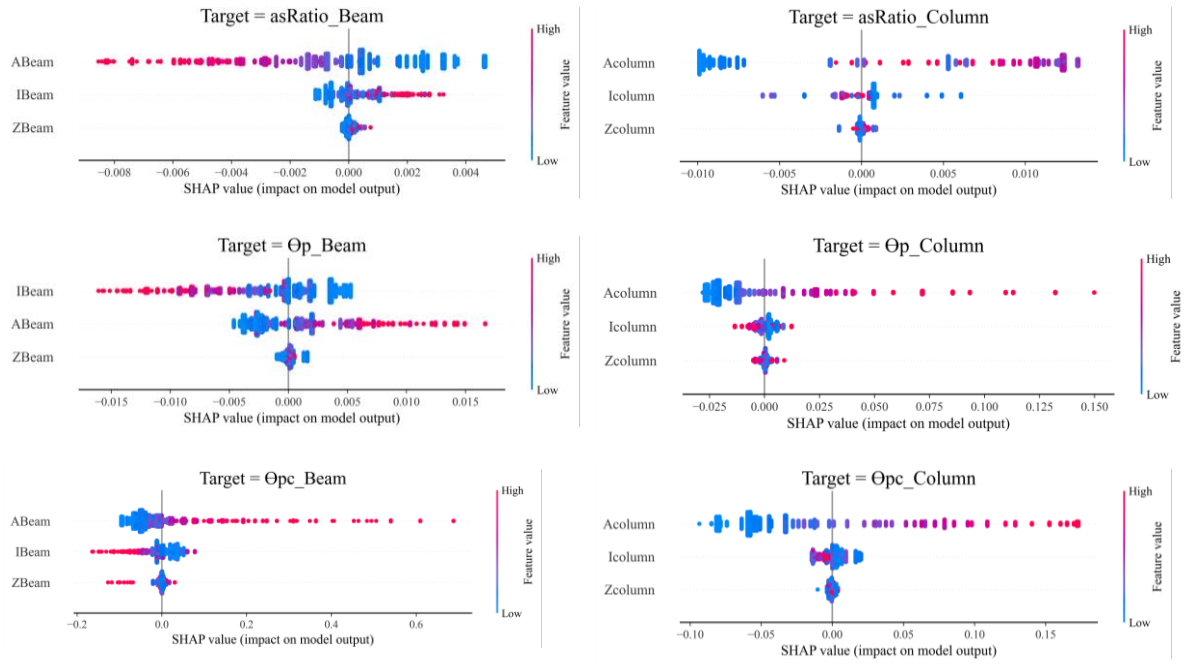 Target = asRatio_Beam
High
ABeam
IBeam
ZBeam
Feature value
Low
−0.008 −0.006 −0.004 −0.002 0.000 0.002 0.004
SHAP value (impact on model output)
Target = asRatio_Column
High
Acolumn
Icolumn
Zcolumn
Feature value
Low
−0.010 −0.005 0.000 0.005 0.010
SHAP value (impact on model output)
Target = Ɵp_Beam
High
IBeam
ABeam
ZBeam
Feature value
Low
−0.015 −0.010 −0.005 0.000 0.005 0.010 0.015
SHAP value (impact on model output)
Target = Ɵp_Column
High
Acolumn
Icolumn
Zcolumn
Feature value
Low
−0.025 0.000 0.025 0.050 0.075 0.100 0.125 0.150
SHAP value (impact on model output)
Target = Ɵpc_Beam
High
ABeam
IBeam
ZBeam
Feature value
Low
−0.2 0.0 0.2 0.4 0.6
SHAP value (impact on model output)
Target = Ɵpc_Column
High
Acolumn
Icolumn
Zcolumn
Feature value
Low
−0.10 −0.05 0.00 0.05 0.10 0.15
SHAP value (impact on model output)